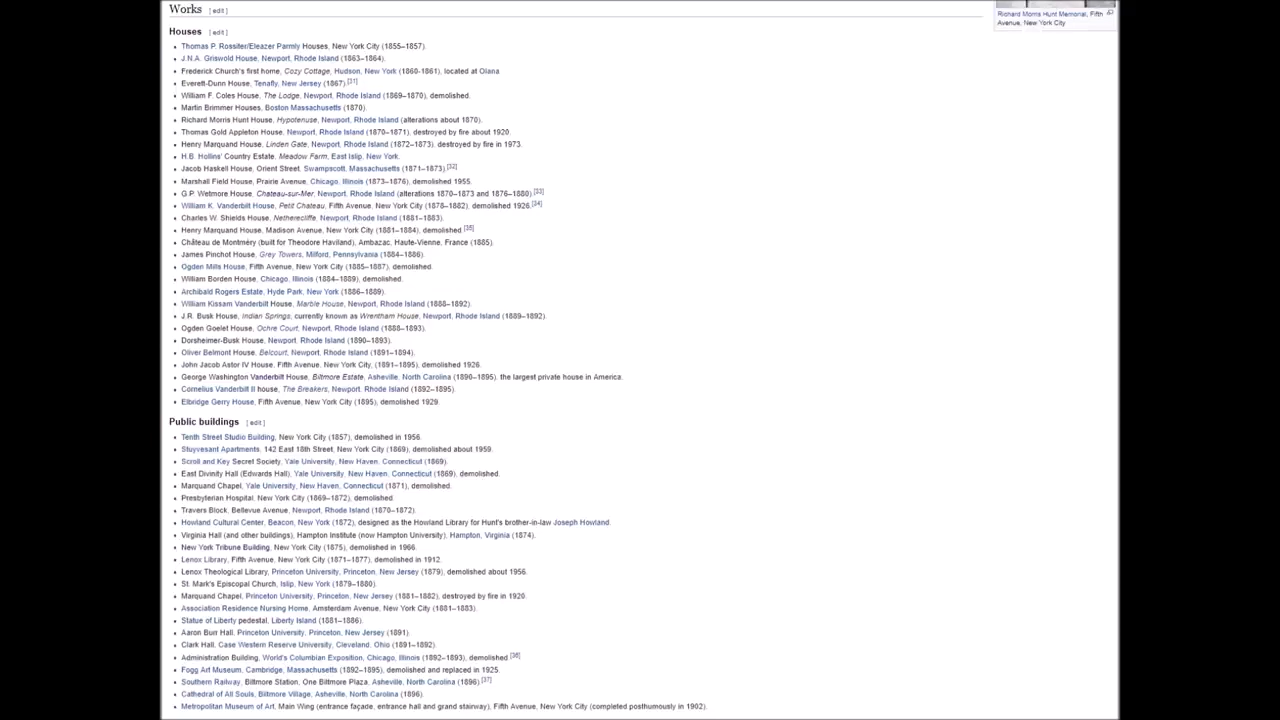 Works [ edit ]
Richard Morris Hunt Memorial, Fifth
Avenue, New York City
Houses [ edit ]
Thomas P. Rossiter/Eleazer Parmly Houses, New York City (1855–1857).
J.N.A. Griswold House, Newport, Rhode Island (1863–1864).
Frederick Church's first home, Cozy Cottage, Hudson, New York (1860-1861), located at Olana
Everett-Dunn House, Tenafly, New Jersey (1867).[31]
William F. Coles House, The Lodge, Newport, Rhode Island (1869–1870), demolished.
Martin Brimmer Houses, Boston Massachusetts (1870).
Richard Morris Hunt House, Hypotenuse, Newport, Rhode Island (alterations about 1870).
Thomas Gold Appleton House, Newport, Rhode Island (1870–1871), destroyed by fire about 1920.
Henry Marquand House, Linden Gate, Newport, Rhode Island (1872–1873), destroyed by fire in 1973.
H.B. Hollins' Country Estate, Meadow Farm, East Islip, New York.
Jacob Haskell House, Orient Street, Swampscott, Massachusetts (1871–1873).[32]
Marshall Field House, Prairie Avenue, Chicago, Illinois (1873–1876), demolished 1955.
G.P. Wetmore House, Chateau-sur-Mer, Newport, Rhode Island (alterations 1870–1873 and 1876–1880).[33]
William K. Vanderbilt House, Petit Chateau, Fifth Avenue, New York City (1878–1882), demolished 1926.[34]
Charles W. Shields House, Nethercliffe, Newport, Rhode Island (1881–1883).
Henry Marquand House, Madison Avenue, New York City (1881–1884), demolished.[35]
Château de Montméry (built for Theodore Haviland), Ambazac, Haute-Vienne, France (1885).
James Pinchot House, Grey Towers, Milford, Pennsylvania (1884–1886).
Ogden Mills House, Fifth Avenue, New York City (1885–1887), demolished.
William Borden House, Chicago, Illinois (1884–1889), demolished.
Archibald Rogers Estate, Hyde Park, New York (1886–1889).
William Kissam Vanderbilt House, Marble House, Newport, Rhode Island (1888–1892).
J.R. Busk House, Indian Springs, currently known as Wrentham House, Newport, Rhode Island (1889–1892).
Ogden Goelet House, Ochre Court, Newport, Rhode Island (1888–1893).
Dorsheimer-Busk House, Newport, Rhode Island (1890–1893).
Oliver Belmont House, Belcourt, Newport, Rhode Island (1891–1894).
John Jacob Astor IV House, Fifth Avenue, New York City, (1891–1895), demolished 1926.
George Washington Vanderbilt House, Biltmore Estate, Asheville, North Carolina (1890–1895), the largest private house in America.
Cornelius Vanderbilt II house, The Breakers, Newport, Rhode Island (1892–1895).
Elbridge Gerry House, Fifth Avenue, New York City (1895), demolished 1929.
Public buildings [ edit ]
Tenth Street Studio Building, New York City (1857), demolished in 1956.
Stuyvesant Apartments, 142 East 18th Street, New York City (1869), demolished about 1959.
Scroll and Key Secret Society, Yale University, New Haven, Connecticut (1869).
East Divinity Hall (Edwards Hall), Yale University, New Haven, Connecticut (1869), demolished.
Marquand Chapel, Yale University, New Haven, Connecticut (1871), demolished.
Presbyterian Hospital, New York City (1869–1872), demolished.
Travers Block, Bellevue Avenue, Newport, Rhode Island (1870–1872).
Howland Cultural Center, Beacon, New York (1872), designed as the Howland Library for Hunt's brother-in-law Joseph Howland.
Virginia Hall (and other buildings), Hampton Institute (now Hampton University), Hampton, Virginia (1874).
New York Tribune Building, New York City (1875), demolished in 1966.
Lenox Library, Fifth Avenue, New York City (1871–1877), demolished in 1912.
Lenox Theological Library, Princeton University, Princeton, New Jersey (1879), demolished about 1956.
St. Mark's Episcopal Church, Islip, New York (1879–1880).
Marquand Chapel, Princeton University, Princeton, New Jersey (1881–1882), destroyed by fire in 1920.
Association Residence Nursing Home, Amsterdam Avenue, New York City (1881–1883).
Statue of Liberty pedestal, Liberty Island (1881–1886).
Aaron Burr Hall, Princeton University, Princeton, New Jersey (1891).
Clark Hall, Case Western Reserve University, Cleveland, Ohio (1891–1892).
Administration Building, World's Columbian Exposition, Chicago, Illinois (1892–1893), demolished.[36]
Fogg Art Museum, Cambridge, Massachusetts (1892–1895), demolished and replaced in 1925.
Southern Railway, Biltmore Station, One Biltmore Plaza, Asheville, North Carolina (1896).[37]
Cathedral of All Souls, Biltmore Village, Asheville, North Carolina (1896).
Metropolitan Museum of Art, Main Wing (entrance façade, entrance hall and grand stairway), Fifth Avenue, New York City (completed posthumously in 1902).